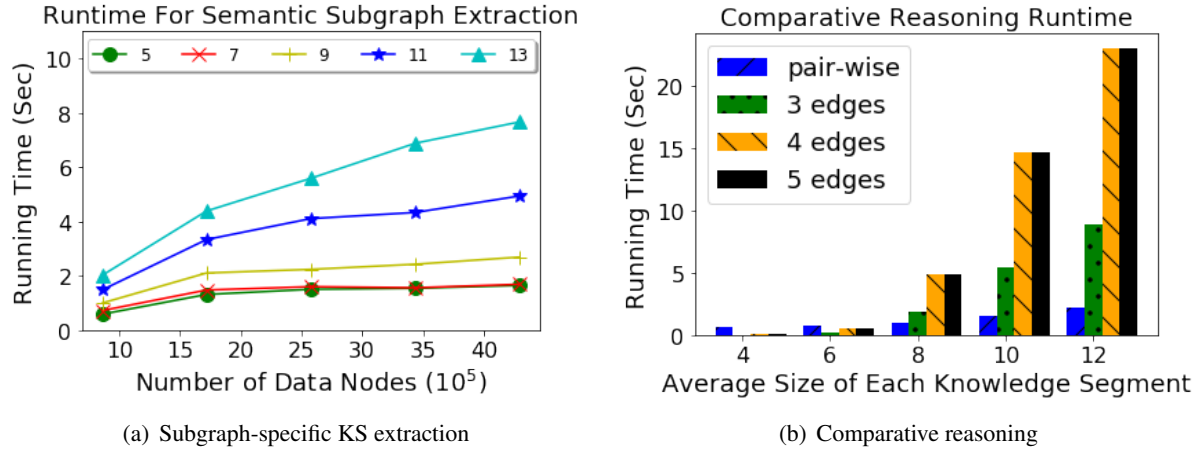 Runtime For Semantic Subgraph Extraction
5 7 9 11 13
Running Time (Sec)
10
8
6
4
2
0
10 15 20 25 30 35 40
Number of Data Nodes (10⁵)
(a) Subgraph-specific KS extraction
Comparative Reasoning Runtime
pair-wise
3 edges
4 edges
5 edges
Running Time (Sec)
20
15
10
5
0
4 6 8 10 12
Average Size of Each Knowledge Segment
(b) Comparative reasoning